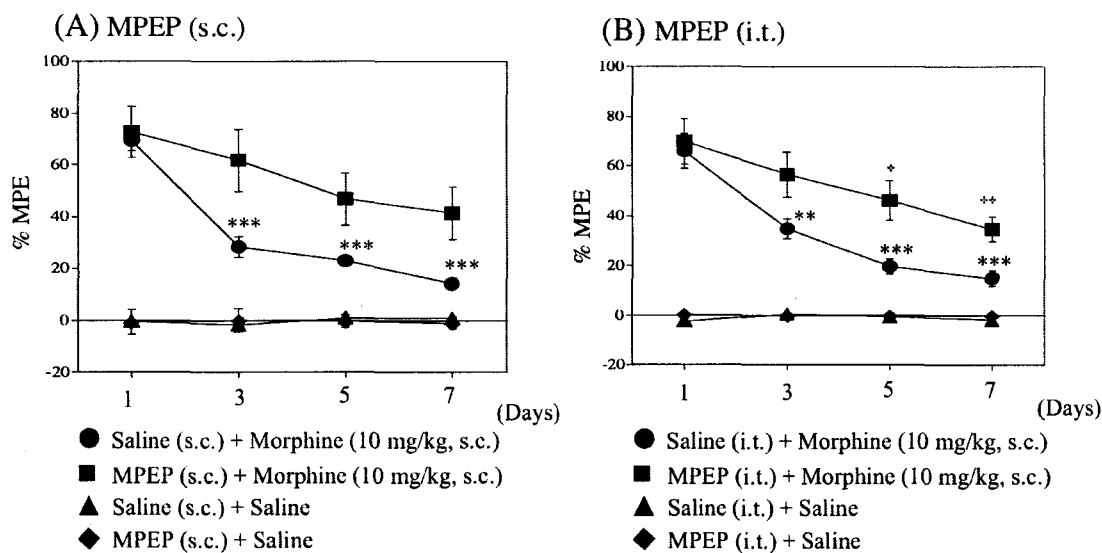 (A) MPEP (s.c.)
100
80
60
40
20
0
-20
% MPE
***
***
***
1 3 5 7
(Days)
● Saline (s.c.) + Morphine (10 mg/kg, s.c.)
■ MPEP (s.c.) + Morphine (10 mg/kg, s.c.)
▲ Saline (s.c.) + Saline
◆ MPEP (s.c.) + Saline
(B) MPEP (i.t.)
100
80
60
40
20
0
-20
% MPE
**
+
***
++
***
1 3 5 7
(Days)
● Saline (i.t.) + Morphine (10 mg/kg, s.c.)
■ MPEP (i.t.) + Morphine (10 mg/kg, s.c.)
▲ Saline (i.t.) + Saline
◆ MPEP (i.t.) + Saline